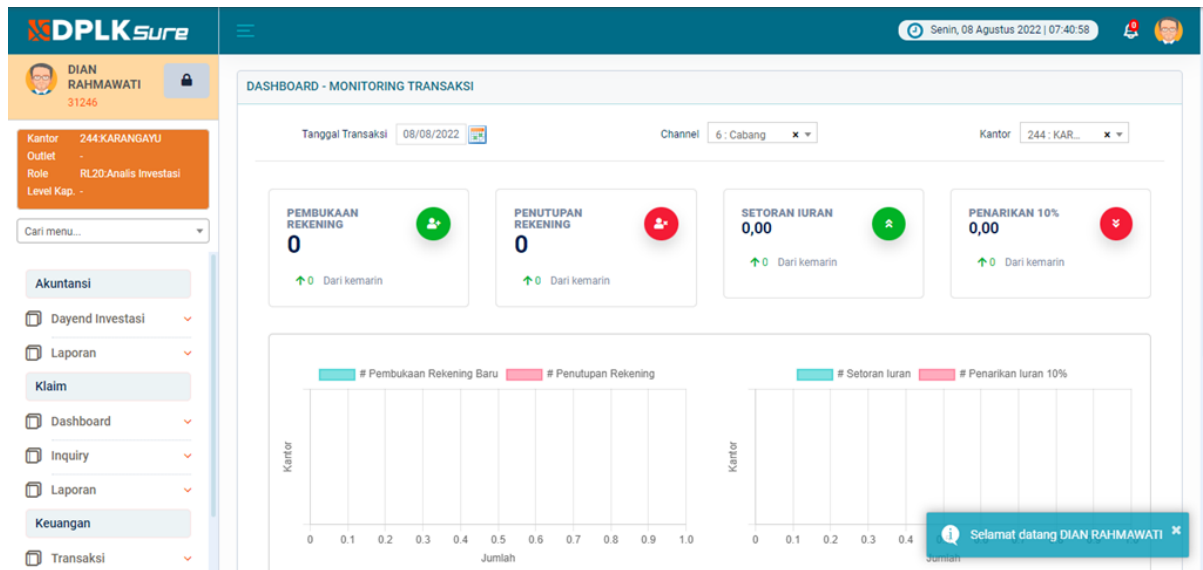 DPLKSure
Senin, 08 Agustus 2022 | 07:40:58
DIAN
RAHMAWATI
31246
Kantor 244:KARANGAYU
Outlet -
Role RL20:Analis Investasi
Level Kap. -
Cari menu...
Akuntansi
Dayend Investasi
Laporan
Klaim
Dashboard
Inquiry
Laporan
Keuangan
Transaksi
DASHBOARD - MONITORING TRANSAKSI
Tanggal Transaksi 08/08/2022 Channel 6 : Cabang x Kantor 244 : KAR... x
PEMBUKAAN
REKENING
0
0 Dari kemarin
PENUTUPAN
REKENING
0
0 Dari kemarin
SETORAN IURAN
0,00
0 Dari kemarin
PENARIKAN 10%
0,00
0 Dari kemarin
# Pembukaan Rekening Baru # Penutupan Rekening
Kantor
0 0.1 0.2 0.3 0.4 0.5 0.6 0.7 0.8 0.9 1.0
Jumlah
# Setoran Iuran # Penarikan Iuran 10%
Kantor
0 0.1 0.2 0.3 0.4
Jumlah
Selamat datang DIAN RAHMAWATI ×